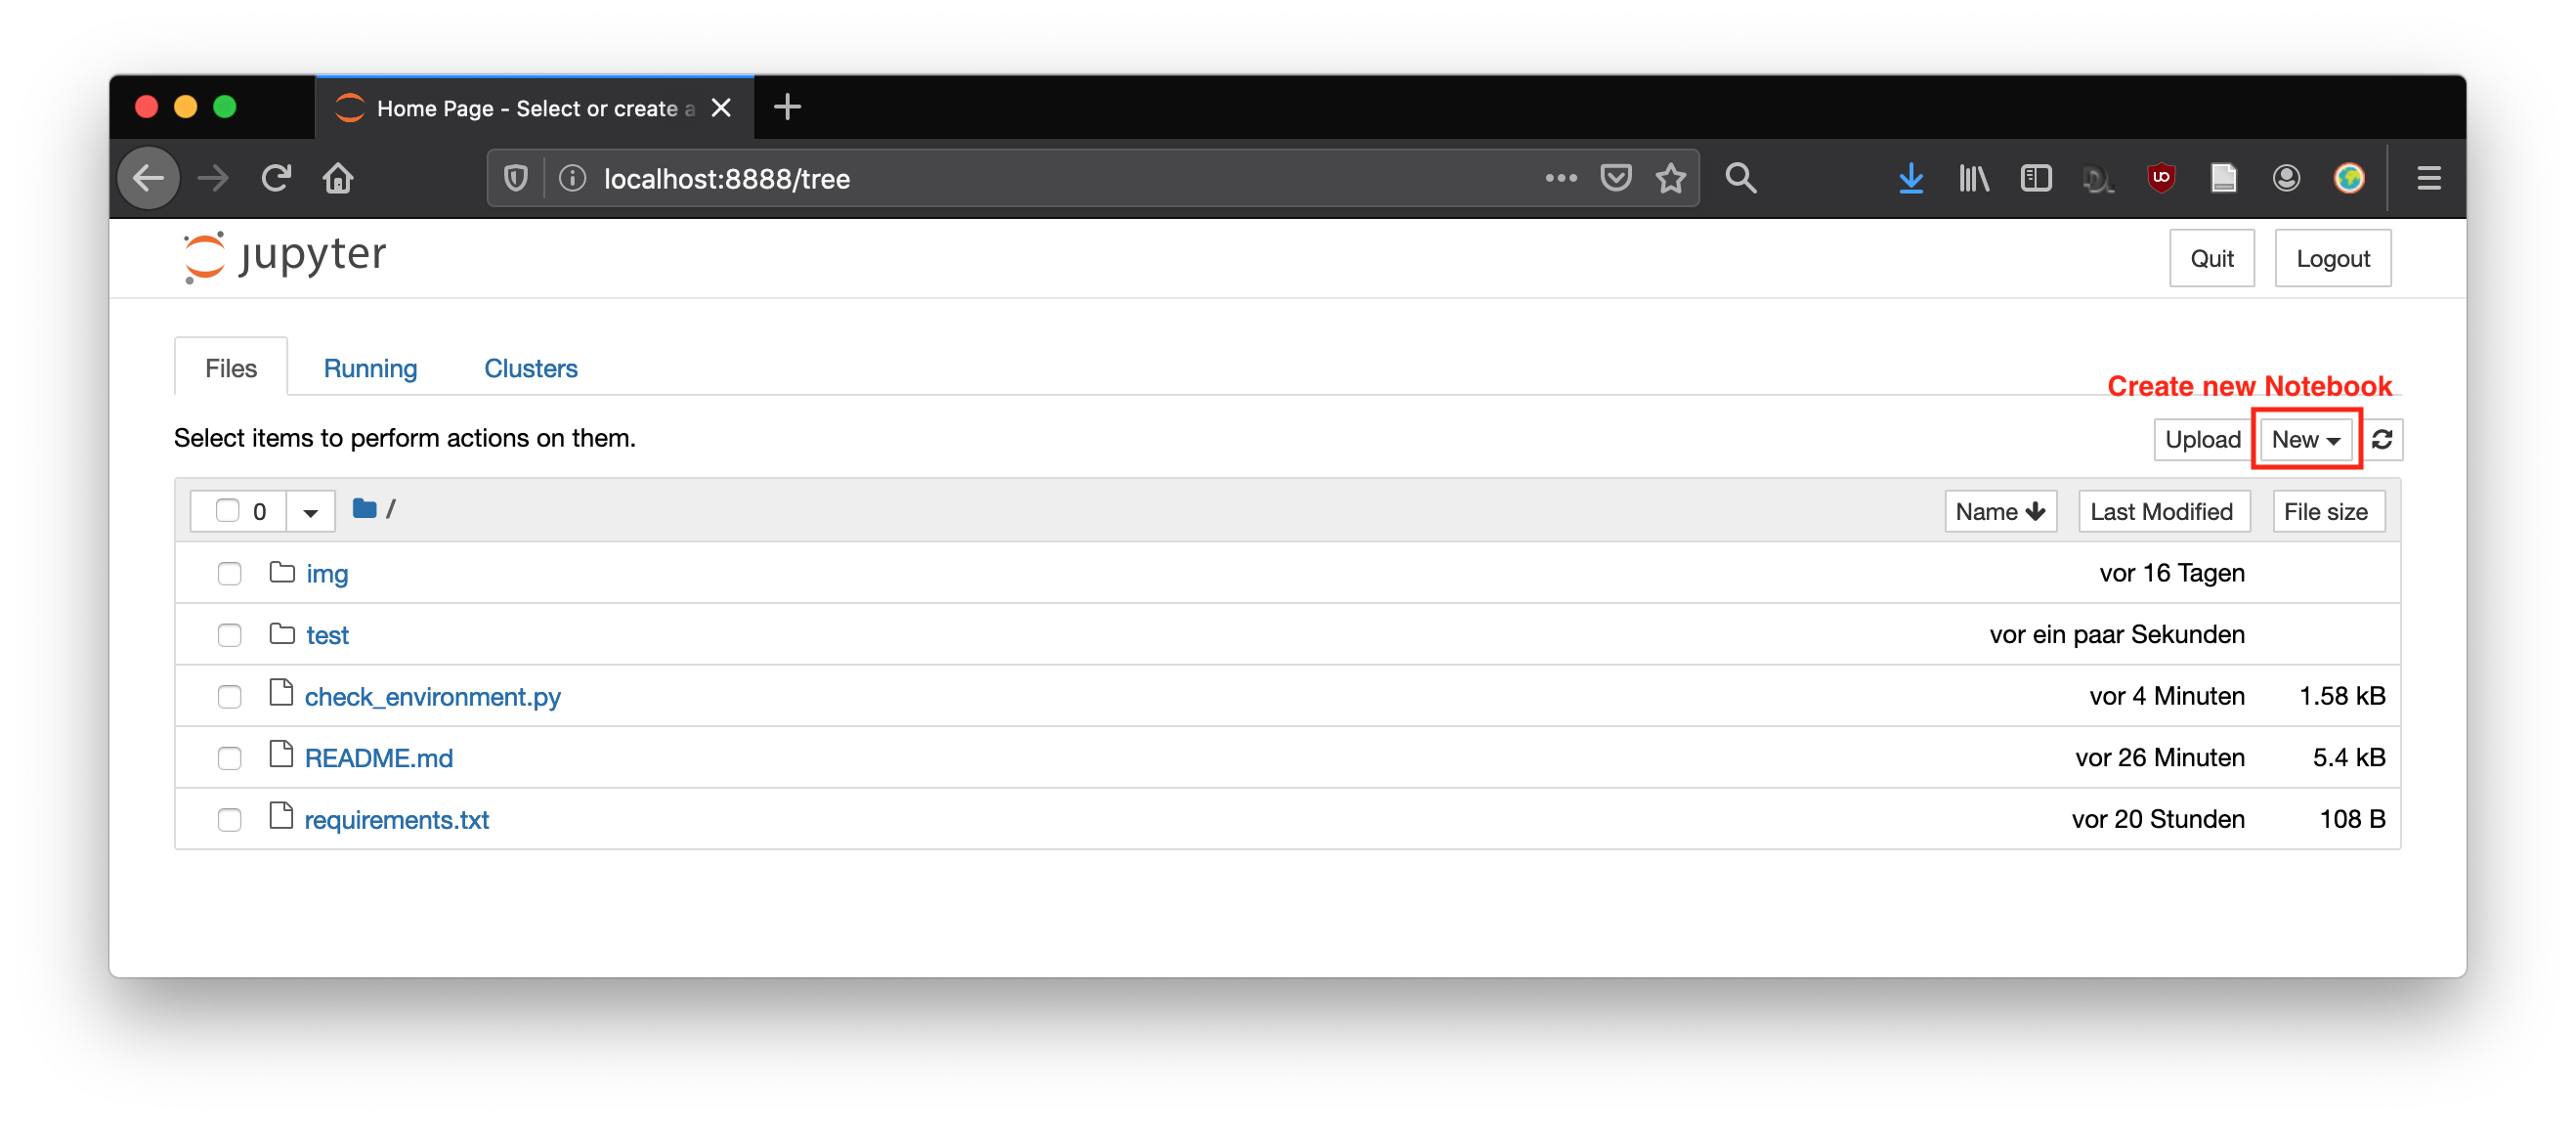 Home Page - Select or create a
localhost:8888/tree
jupyter
Quit
Logout
Files
Running
Clusters
Create new Notebook
Select items to perform actions on them.
Upload
New
0
/
Name
Last Modified
File size
img
vor 16 Tagen
test
vor ein paar Sekunden
check_environment.py
vor 4 Minuten
1.58 kB
README.md
vor 26 Minuten
5.4 kB
requirements.txt
vor 20 Stunden
108 B